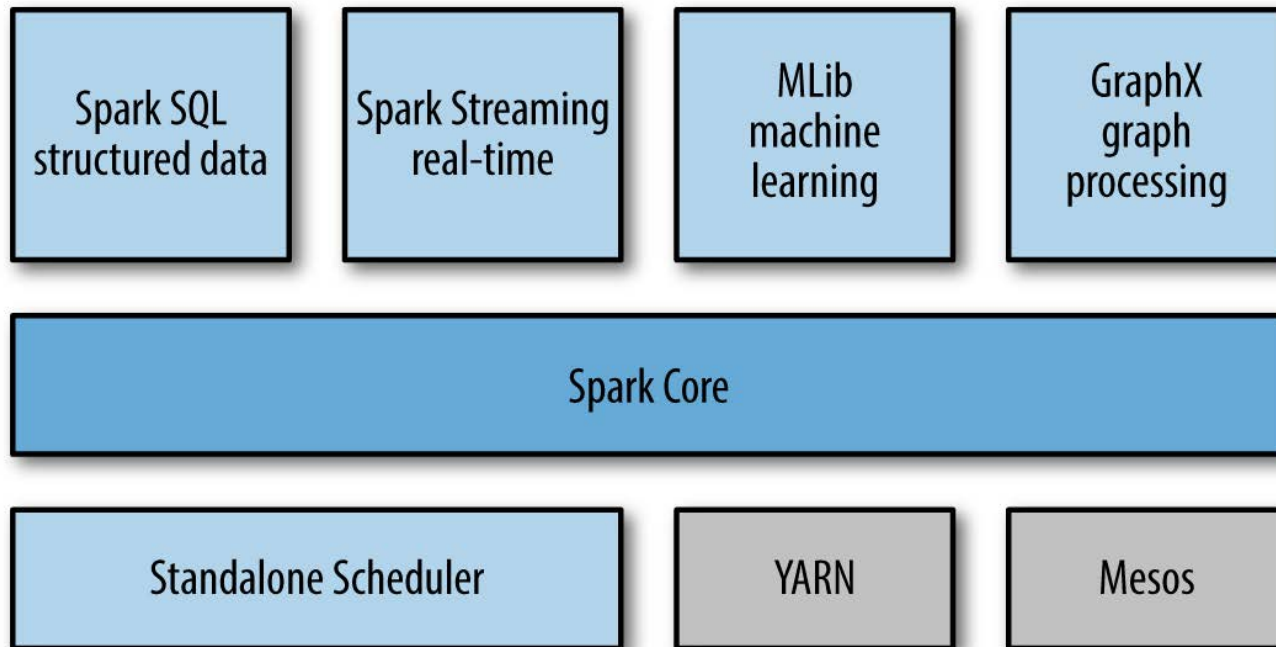 Spark SQL
structured data
Spark Streaming
real-time
MLib
machine
learning
GraphX
graph
processing
Spark Core
Standalone Scheduler
YARN
Mesos